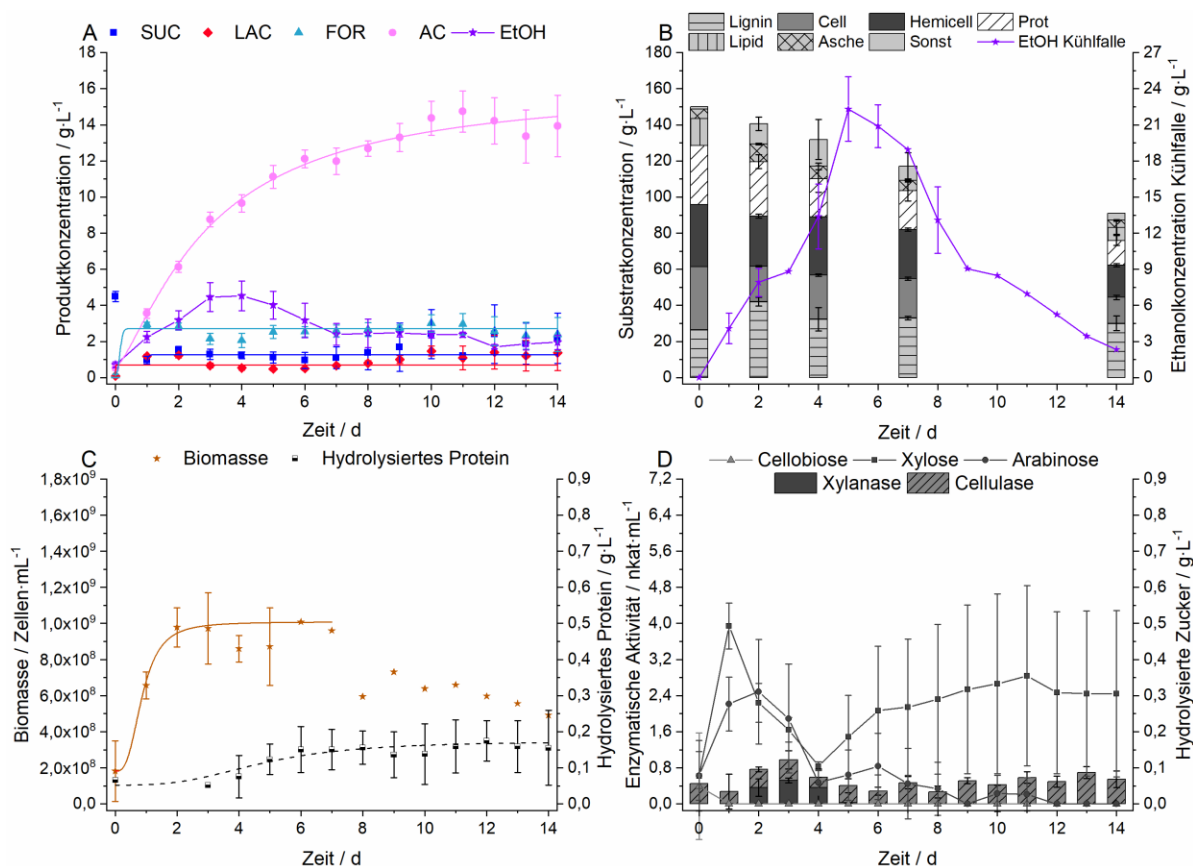 A
SUC LAC FOR AC EtOH
Produktkonzentration / g·L⁻¹
18
16
14
12
10
8
6
4
2
0
0 2 4 6 8 10 12 14
Zeit / d
B
Lignin Cell Hemicell Prot
Lipid Asche Sonst EtOH Kühlfalle
Substratkonzentration / g·L⁻¹
180
160
140
120
100
80
60
40
20
0
Ethanolkonzentration Kühlfalle / g·L⁻¹
27
24
21
18
15
12
9
6
3
0
0 2 4 6 8 10 12 14
Zeit / d
C
Biomasse Hydrolysiertes Protein
Biomasse / Zellen·mL⁻¹
1,8x10⁹
1,6x10⁹
1,4x10⁹
1,2x10⁹
1,0x10⁹
8,0x10⁸
6,0x10⁸
4,0x10⁸
2,0x10⁸
0,0
Hydrolysiertes Protein / g·L⁻¹
0,9
0,8
0,7
0,6
0,5
0,4
0,3
0,2
0,1
0,0
0 2 4 6 8 10 12 14
Zeit / d
D
Cellobiose Xylose Arabinose
Xylanase Cellulase
Enzymatische Aktivität / nkat·mL⁻¹
7,2
6,4
5,6
4,8
4,0
3,2
2,4
1,6
0,8
0,0
Hydrolysierte Zucker / g·L⁻¹
0,9
0,8
0,7
0,6
0,5
0,4
0,3
0,2
0,1
0,0
0 2 4 6 8 10 12 14
Zeit / d